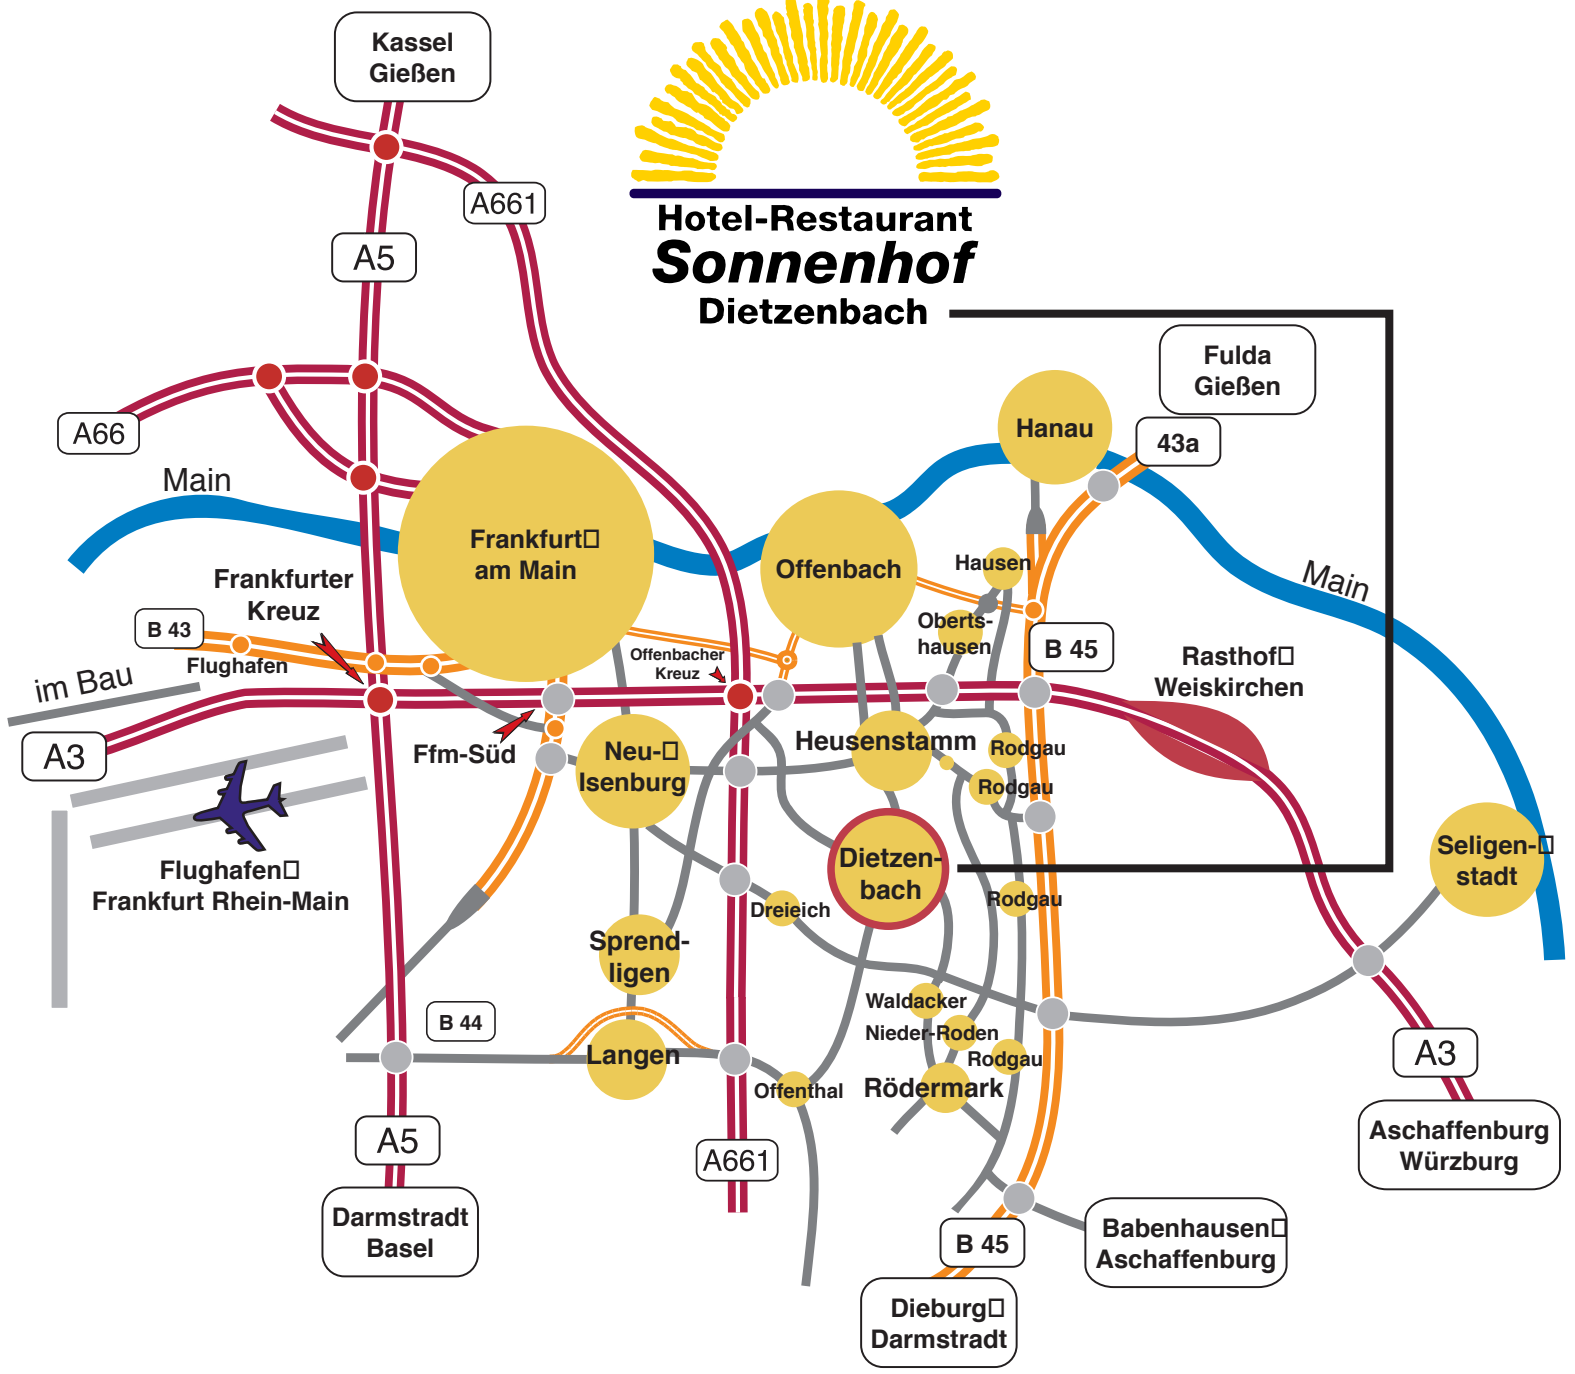 Kassel
Gießen
A661
A5
Hotel-Restaurant
Sonnenhof
Dietzenbach
Fulda
Gießen
Hanau
43a
A66
Main
Frankfurt
am Main
Offenbach
Hausen
Main
Frankfurter
Kreuz
B 43
Flughafen
Oberts-
hausen
B 45
Offenbacher
Kreuz
Rasthof
Weiskirchen
im Bau
A3
Ffm-Süd
Neu-
Isenburg
Heusenstamm
Rodgau
Rodgau
Flughafen
Frankfurt Rhein-Main
Dietzen-
bach
Seligen-
stadt
Dreieich
Rodgau
Sprend-
ligen
Waldacker
Nieder-Roden
B 44
Langen
Rodgau
Offenthal
Rödermark
A3
A5
A661
Aschaffenburg
Würzburg
Darmstradt
Basel
B 45
Babenhausen
Aschaffenburg
Dieburg
Darmstradt